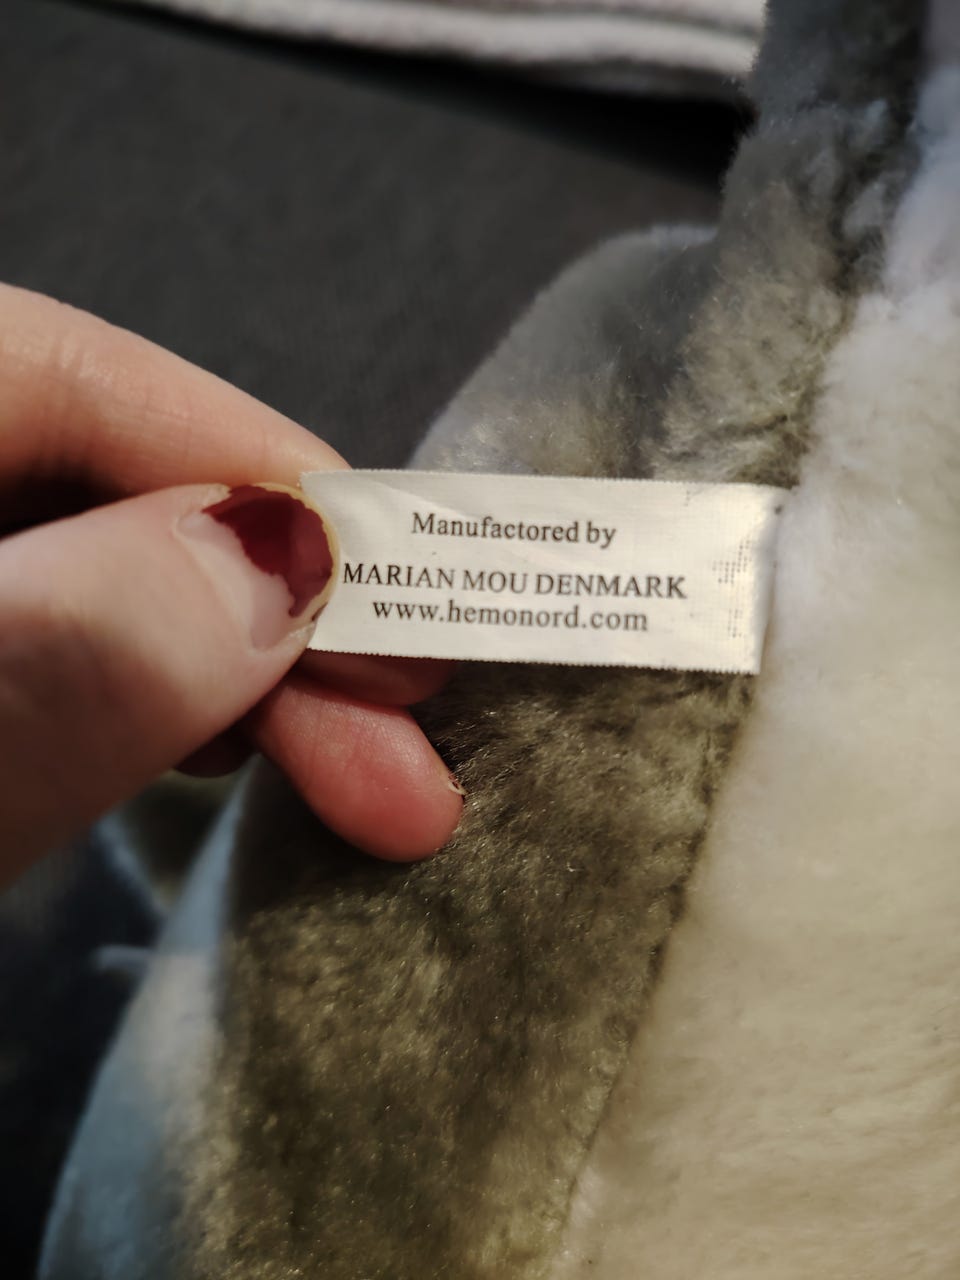 Manufactored by
MARIAN MOU DENMARK
www.hemonord.com